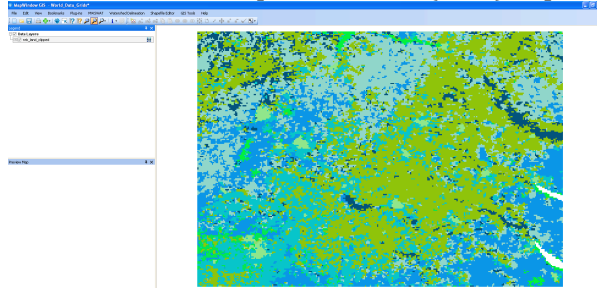 MapWindow GIS - World_Data_Grids*
File Edit View Bookmarks Plug-ins MWSWAT Watershed Delineation Shapefile Editor GIS Tools Help
Legend
Data Layers
Preview Map